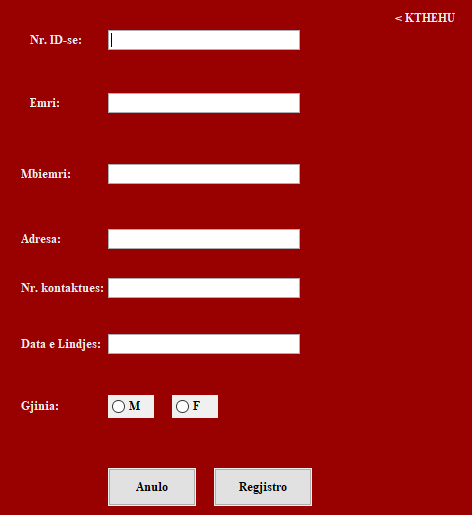 < KTHEHU
Nr. ID-se:
Emri:
Mbiemri:
Adresa:
Nr. kontaktues:
Data e Lindjes:
Gjinia: M F
Anulo Regjistro